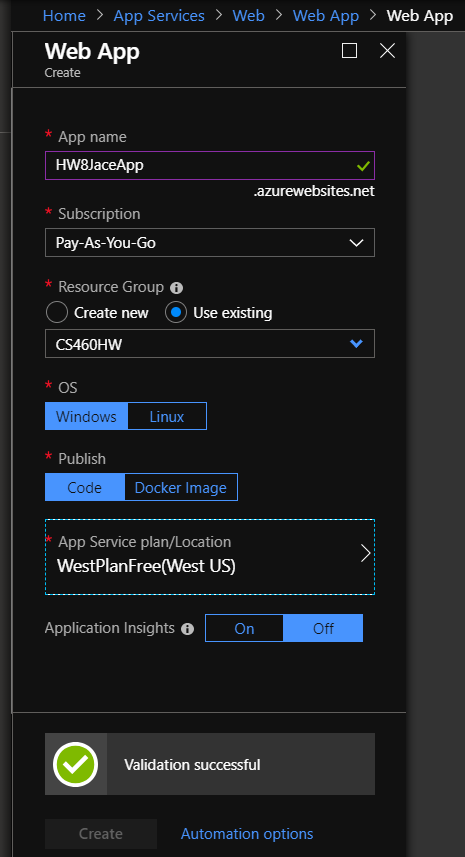 Home > App Services > Web > Web App > Web App
Web App
Create
* App name
HW8JaceApp
.azurewebsites.net
* Subscription
Pay-As-You-Go
* Resource Group
Create new Use existing
CS460HW
* OS
Windows Linux
* Publish
Code Docker Image
* App Service plan/Location
WestPlanFree(West US)
Application Insights On Off
Validation successful
Create Automation options